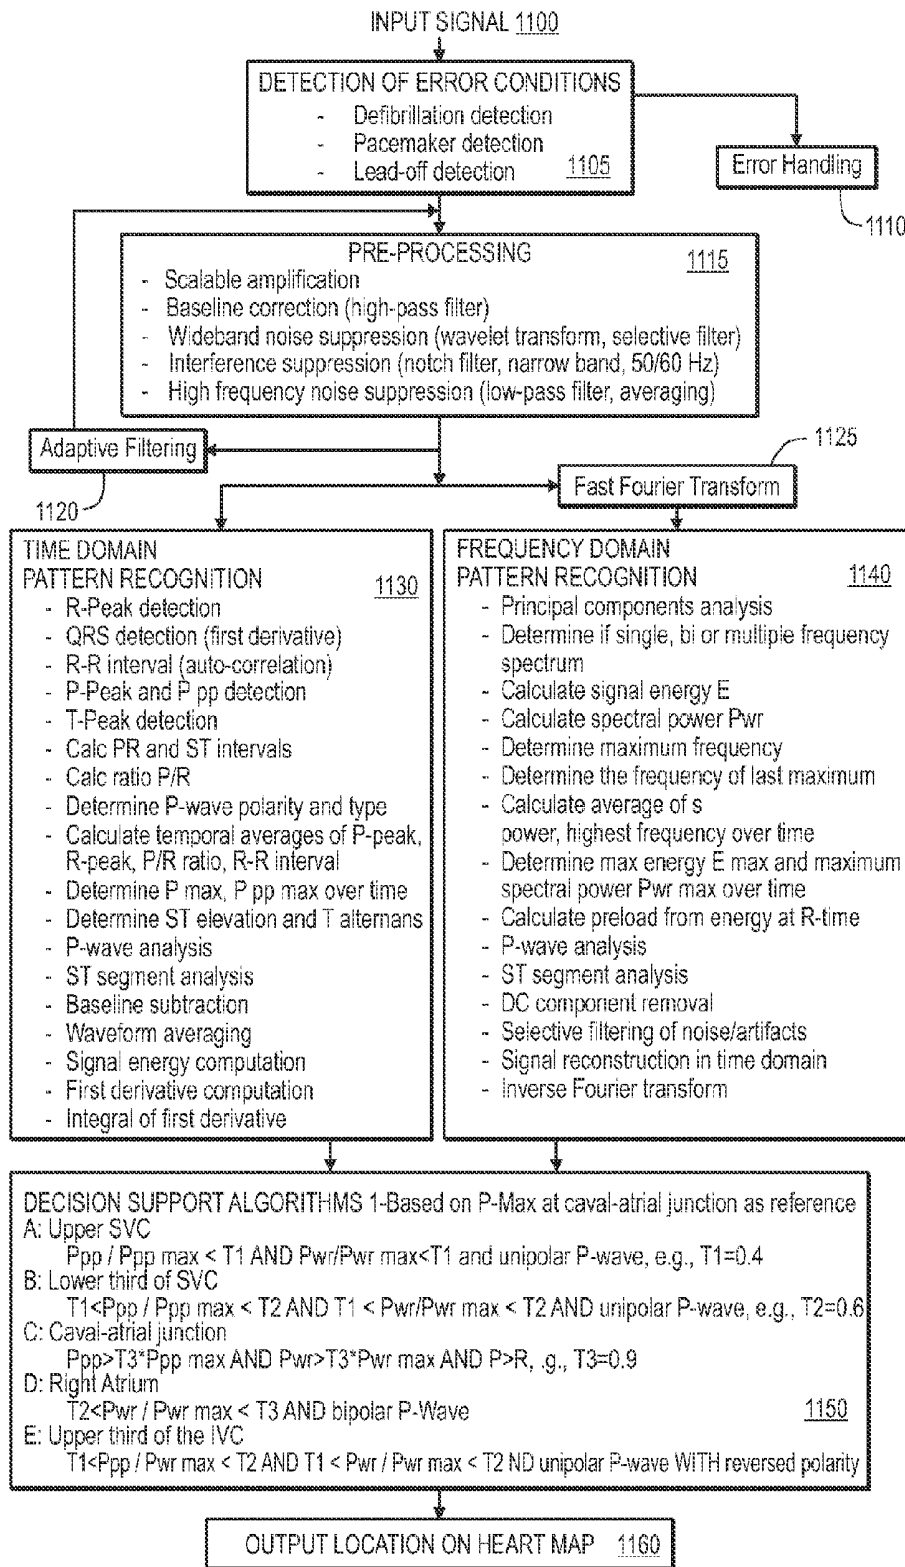 INPUT SIGNAL 1100
DETECTION OF ERROR CONDITIONS
- Defibrillation detection
- Pacemaker detection
- Lead-off detection
1105
Error Handling
1110
PRE-PROCESSING
1115
- Scalable amplification
- Baseline correction (high-pass filter)
- Wideband noise suppression (wavelet transform, selective filter)
- Interference suppression (notch filter, narrow band, 50/60 Hz)
- High frequency noise suppression (low-pass filter, averaging)
Adaptive Filtering
1120
1125
Fast Fourier Transform
TIME DOMAIN
PATTERN RECOGNITION
1130
- R-Peak detection
- QRS detection (first derivative)
- R-R interval (auto-correlation)
- P-Peak and P pp detection
- T-Peak detection
- Calc PR and ST intervals
- Calc ratio P/R
- Determine P-wave polarity and type
- Calculate temporal averages of P-peak,
R-peak, P/R ratio, R-R interval
- Determine P max, P pp max over time
- Determine ST elevation and T alternans
- P-wave analysis
- ST segment analysis
- Baseline subtraction
- Waveform averaging
- Signal energy computation
- First derivative computation
- Integral of first derivative
FREQUENCY DOMAIN
PATTERN RECOGNITION
1140
- Principal components analysis
- Determine if single, bi or multiple frequency
spectrum
- Calculate signal energy E
- Calculate spectral power Pwr
- Determine maximum frequency
- Determine the frequency of last maximum
- Calculate average of s
power, highest frequency over time
- Determine max energy E max and maximum
spectral power Pwr max over time
- Calculate preload from energy at R-time
- P-wave analysis
- ST segment analysis
- DC component removal
- Selective filtering of noise/artifacts
- Signal reconstruction in time domain
- Inverse Fourier transform
DECISION SUPPORT ALGORITHMS 1-Based on P-Max at caval-atrial junction as reference
A: Upper SVC
Ppp / Ppp max < T1 AND Pwr/Pwr max<T1 and unipolar P-wave, e.g., T1=0.4
B: Lower third of SVC
T1<Ppp / Ppp max < T2 AND T1 < Pwr/Pwr max < T2 AND unipolar P-wave, e.g., T2=0.6
C: Caval-atrial junction
Ppp>T3*Ppp max AND Pwr>T3*Pwr max AND P>R, .g., T3=0.9
D: Right Atrium
T2<Pwr / Pwr max < T3 AND bipolar P-Wave
1150
E: Upper third of the IVC
T1<Ppp / Pwr max < T2 AND T1 < Pwr / Pwr max < T2 ND unipolar P-wave WITH reversed polarity
OUTPUT LOCATION ON HEART MAP 1160